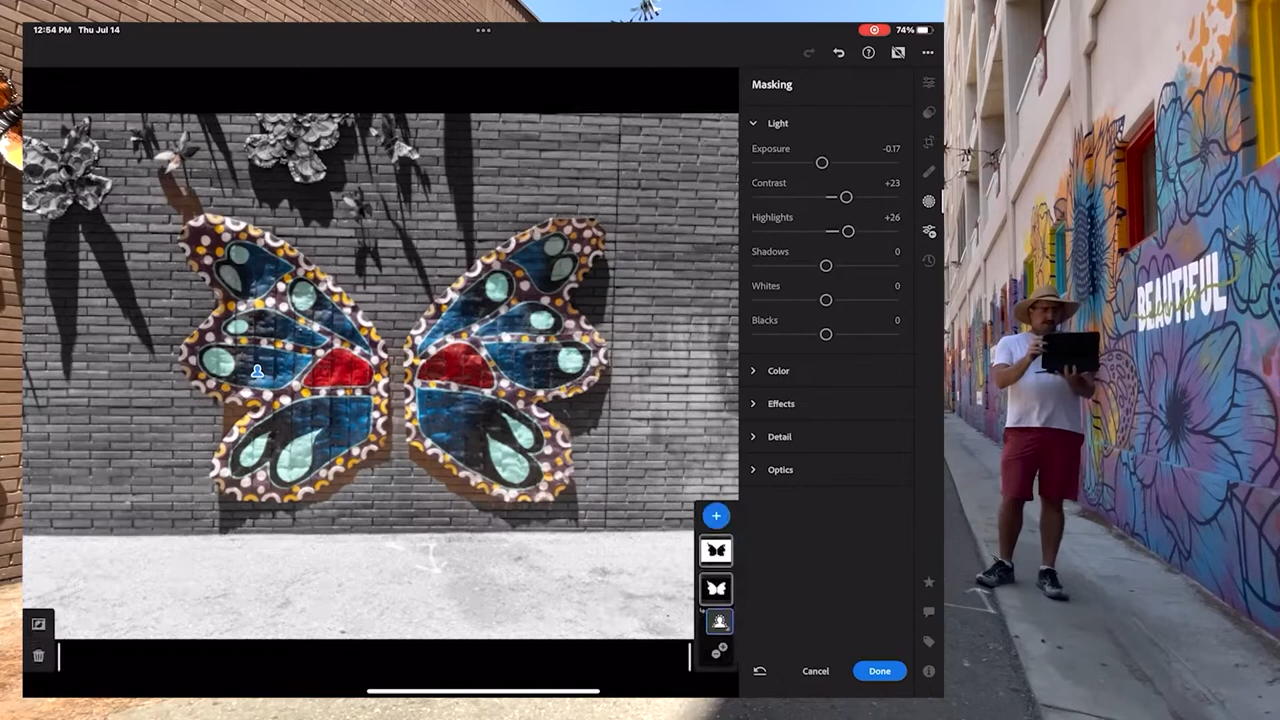 12:54 PM Thu Jul 14
74%
Masking
Light
Exposure -0.17
Contrast +23
Highlights +26
Shadows 0
Whites 0
Blacks 0
Color
Effects
Detail
Optics
Cancel Done
BEAUTIFUL